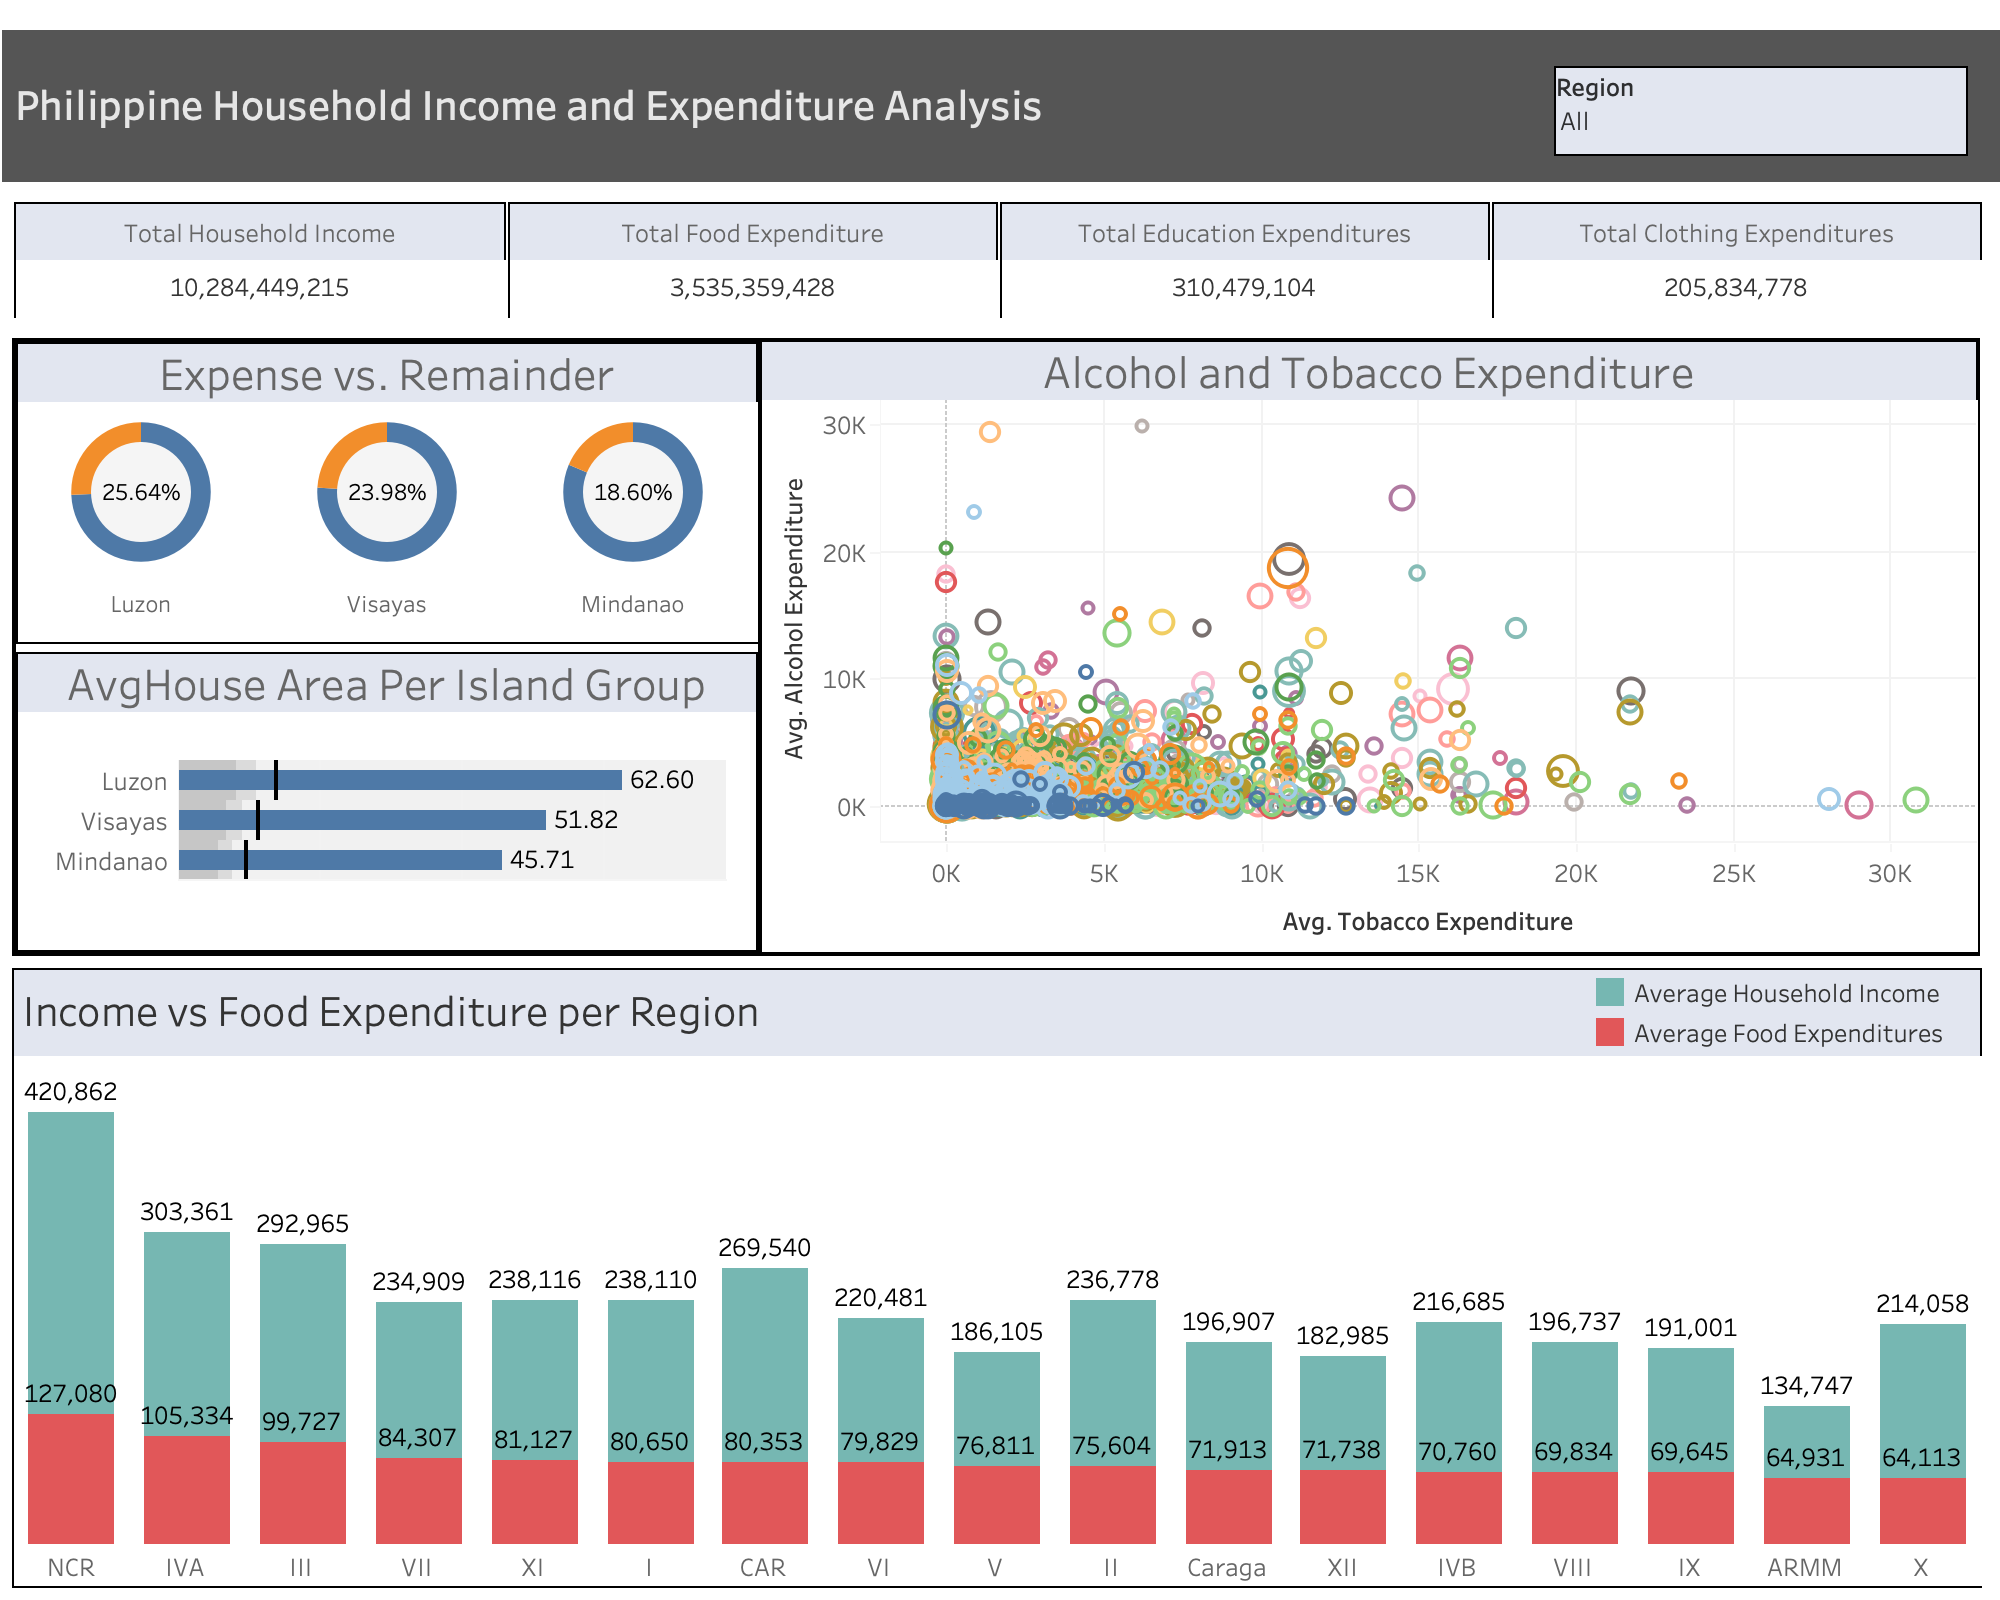 Philippine Household Income and Expenditure Analysis
Region
All
Total Household Income
Total Food Expenditure
Total Education Expenditures
Total Clothing Expenditures
10,284,449,215
3,535,359,428
310,479,104
205,834,778
Expense vs. Remainder
25.64%
23.98%
18.60%
Luzon
Visayas
Mindanao
AvgHouse Area Per Island Group
Luzon
62.60
Visayas
51.82
Mindanao
45.71
Alcohol and Tobacco Expenditure
Avg. Alcohol Expenditure
30K
20K
10K
0K
0K
5K
10K
15K
20K
25K
30K
Avg. Tobacco Expenditure
Income vs Food Expenditure per Region
Average Household Income
Average Food Expenditures
420,862
303,361
292,965
234,909
238,116
238,110
269,540
220,481
186,105
236,778
196,907
182,985
216,685
196,737
191,001
134,747
214,058
127,080
105,334
99,727
84,307
81,127
80,650
80,353
79,829
76,811
75,604
71,913
71,738
70,760
69,834
69,645
64,931
64,113
NCR
IVA
III
VII
XI
I
CAR
VI
V
II
Caraga
XII
IVB
VIII
IX
ARMM
X